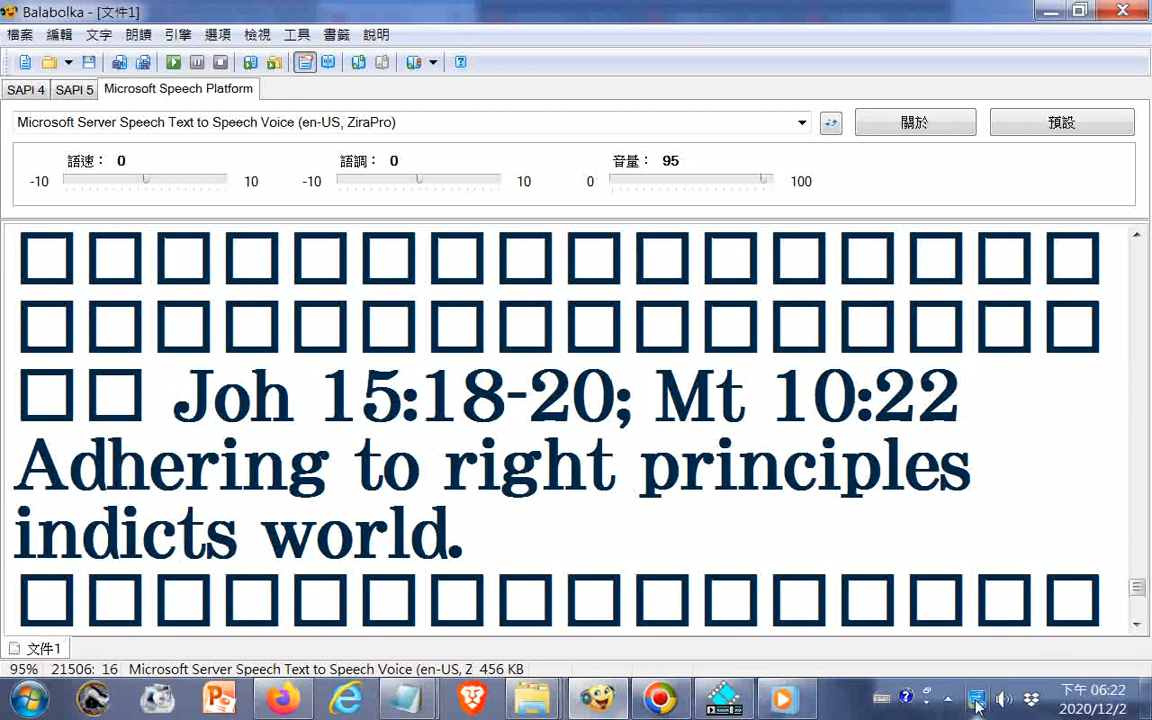 Balabolka - [文件1]
檔案 編輯 文字 朗讀 引擎 選項 檢視 工具 書籤 說明
SAPI 4 SAPI 5 Microsoft Speech Platform
Microsoft Server Speech Text to Speech Voice (en-US, ZiraPro) 關於 預設
語速： 0 語調： 0 音量： 95
-10 10 -10 10 0 100
□□□□□□□□□□□□□□□□
□□□□□□□□□□□□□□□□
□□ Joh 15:18-20; Mt 10:22
Adhering to right principles
indicts world.
□□□□□□□□□□□□□□□□
文件1
95% 21506: 16 Microsoft Server Speech Text to Speech Voice (en-US, Z 456 KB
下午 06:22
2020/12/2